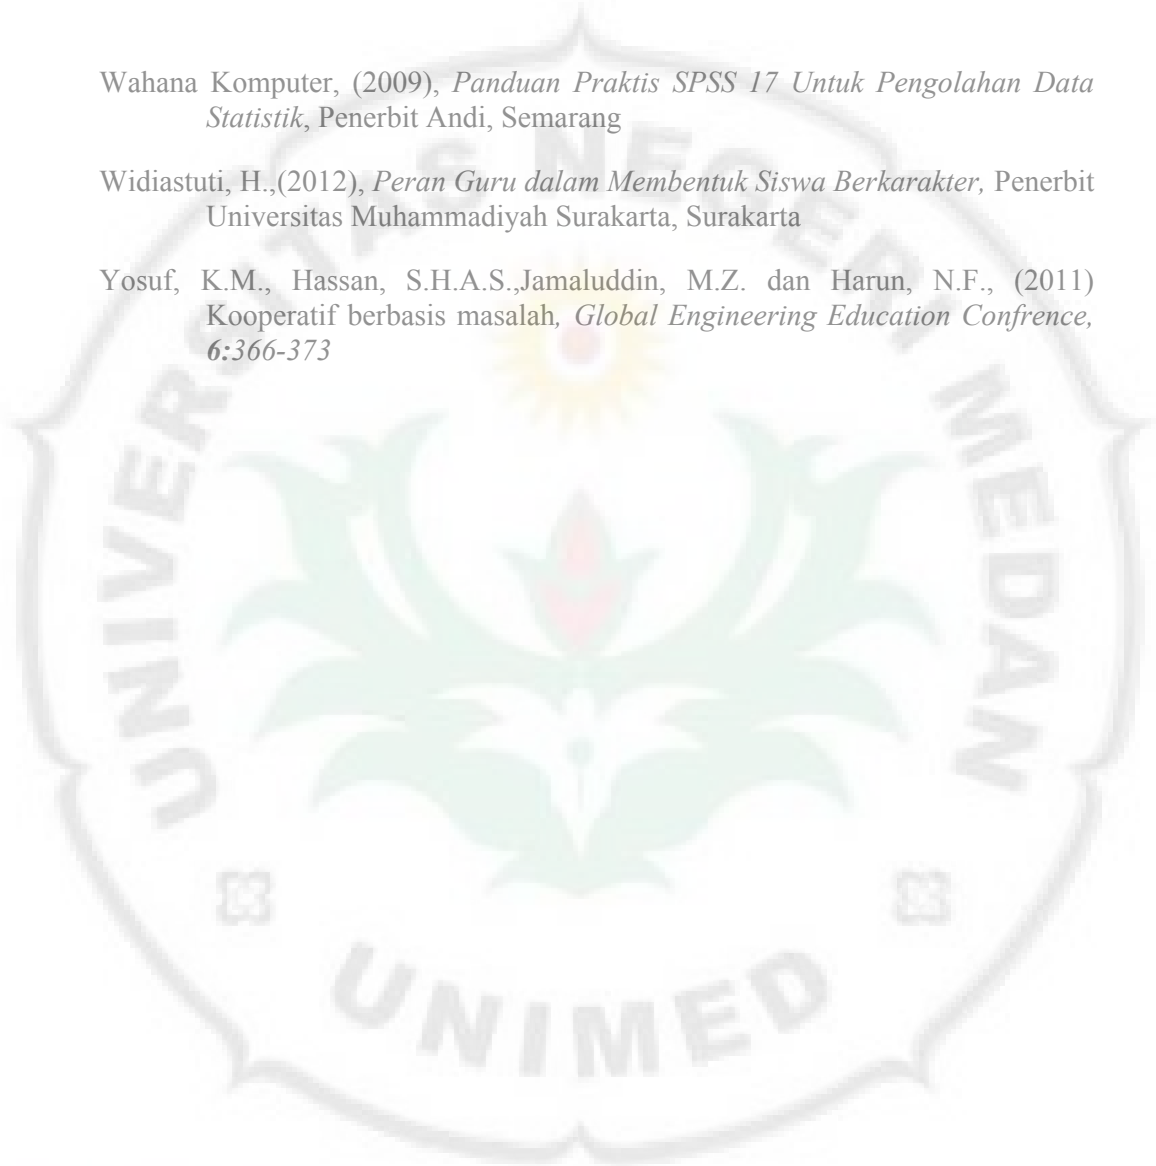 Wahana Komputer, (2009), Panduan Praktis SPSS 17 Untuk Pengolahan Data
Statistik, Penerbit Andi, Semarang
Widiastuti, H.,(2012), Peran Guru dalam Membentuk Siswa Berkarakter, Penerbit
Universitas Muhammadiyah Surakarta, Surakarta
Yosuf, K.M., Hassan, S.H.A.S.,Jamaluddin, M.Z. dan Harun, N.F., (2011)
Kooperatif berbasis masalah, Global Engineering Education Confrence,
6:366-373
UNIVERSITAS NEGERI MEDAN
UNIMED